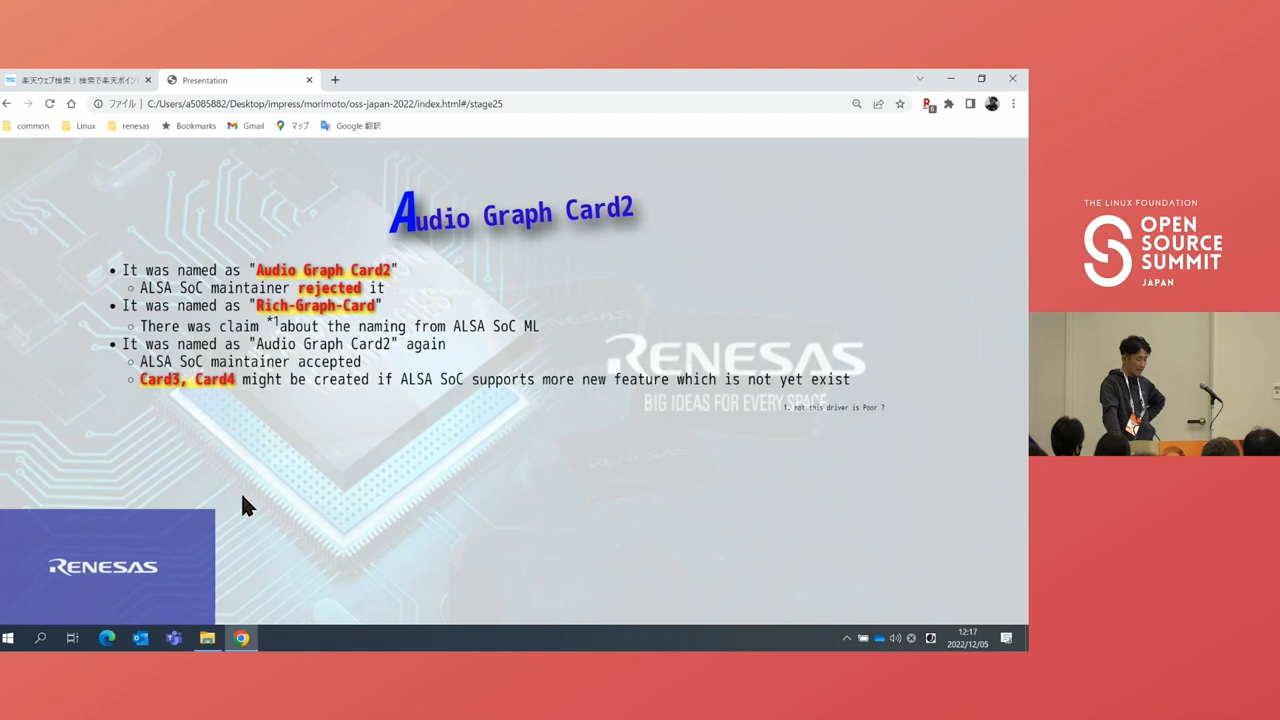 楽天ウェブ検索｜検索で楽天ポイン
Presentation
ファイル | C:/Users/a5085882/Desktop/impress/morimoto/oss-japan-2022/index.html#/stage25
common
Linux
renesas
Bookmarks
Gmail
マップ
Google 翻訳
Audio Graph Card2
• It was named as "Audio Graph Card2"
○ ALSA SoC maintainer rejected it
• It was named as "Rich-Graph-Card"
○ There was claim *1about the naming from ALSA SoC ML
• It was named as "Audio Graph Card2" again
○ ALSA SoC maintainer accepted
○ Card3, Card4 might be created if ALSA SoC supports more new feature which is not yet exist
1. not this driver is Poor ?
RENESAS
BIG IDEAS FOR EVERY SPACE
RENESAS
12:17
2022/12/05
THE LINUX FOUNDATION
OPEN
SOURCE
SUMMIT
JAPAN